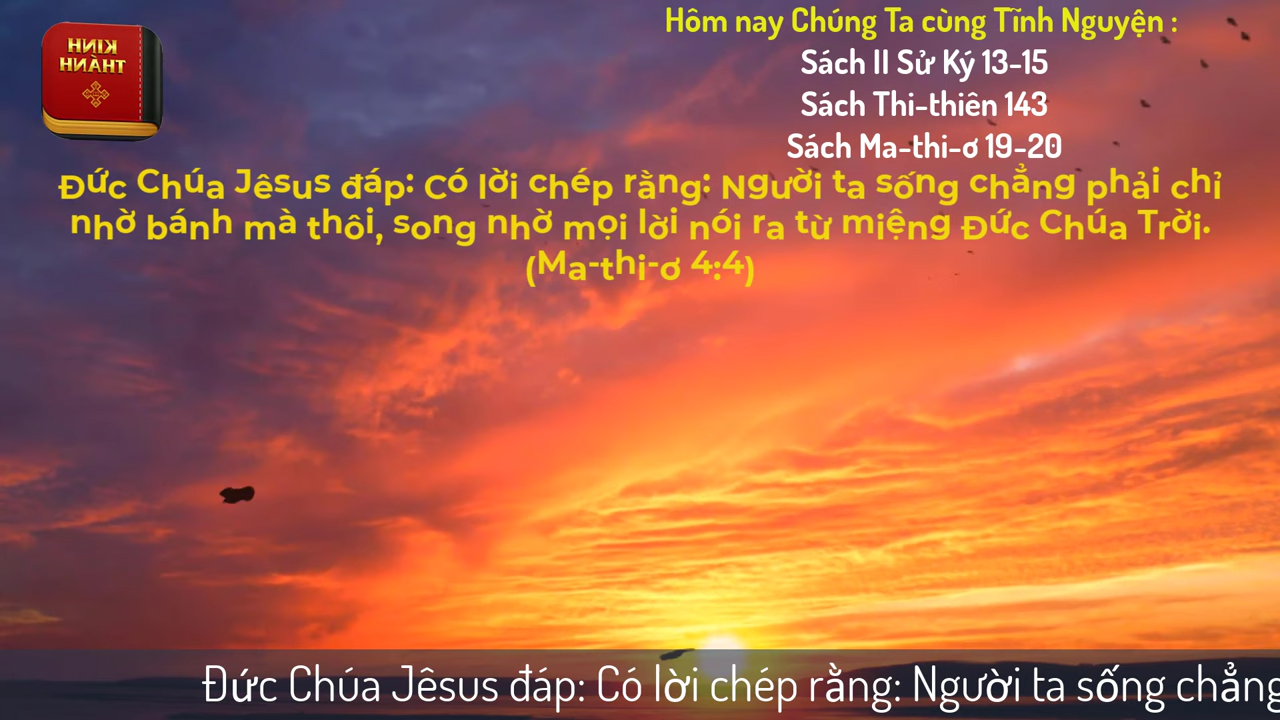 KINH
THÀNH
Hôm nay Chúng Ta cùng Tĩnh Nguyện :
Sách II Sử Ký 13-15
Sách Thi-thiên 143
Sách Ma-thi-ơ 19-20
Đức Chúa Jêsus đáp: Có lời chép rằng: Người ta sống chẳng phải chỉ
nhờ bánh mà thôi, song nhờ mọi lời nói ra từ miệng Đức Chúa Trời.
(Ma-thi-ơ 4:4)
Đức Chúa Jêsus đáp: Có lời chép rằng: Người ta sống chẳng